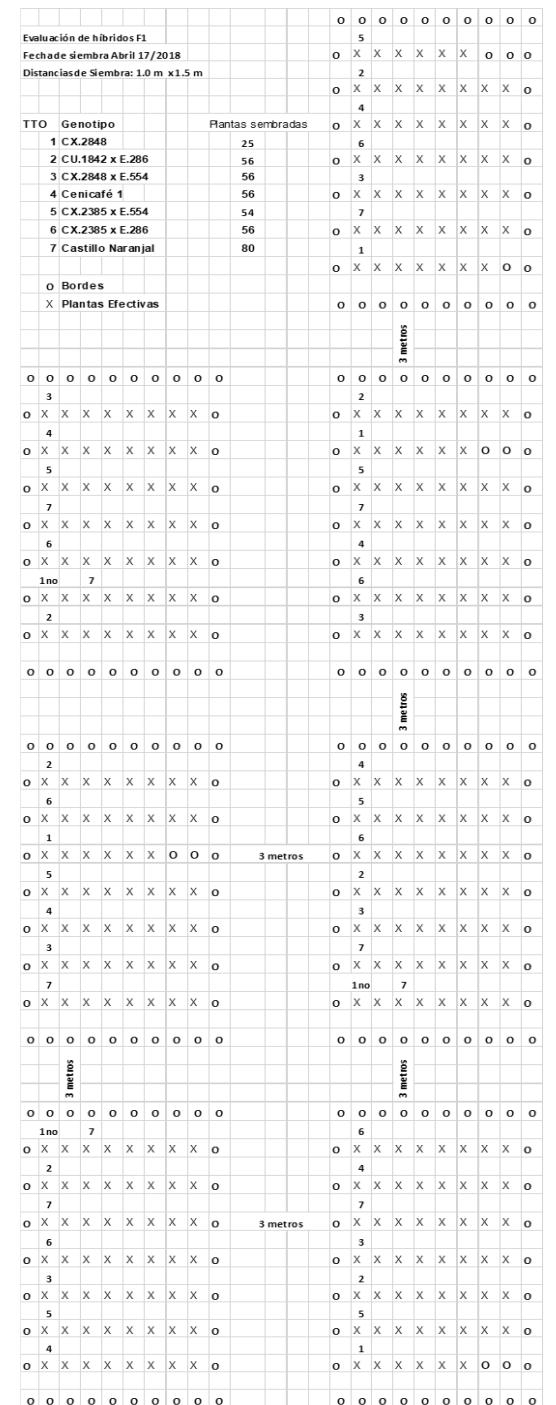 o o o o o o o o o o
Evaluación de híbridos F1 5
Fecha de siembra Abril 17/2018 o X X X X X X o o o
Distancias de Siembra: 1.0 m x1.5 m 2
o X X X X X X X X o
4
TTO Genotipo Plantas sembradas o X X X X X X X X o
1 CX.2848 25 6
2 CU.1842 x E.286 56 o X X X X X X X X o
3 CX.2848 x E.554 56 3
4 Cenicafé 1 56 o X X X X X X X X o
5 CX.2385 x E.554 54 7
6 CX.2385 x E.286 56 o X X X X X X X X o
7 Castillo Naranjal 80 1
o X X X X X X X O o
o Bordes
X Plantas Efectivas o o o o o o o o o o
3 metros
o o o o o o o o o o o o o o o o o o o o
3 2
o X X X X X X X X o o X X X X X X X X o
4 1
o X X X X X X X X o o X X X X X X O O o
5 5
o X X X X X X X X o o X X X X X X X X o
7 7
o X X X X X X X X o o X X X X X X X X o
6 4
o X X X X X X X X o o X X X X X X X X o
1no 7 6
o X X X X X X X X o o X X X X X X X X o
2 3
o X X X X X X X X o o X X X X X X X X o
o o o o o o o o o o o o o o o o o o o o
3 metros
o o o o o o o o o o o o o o o o o o o o
2 4
o X X X X X X X X o o X X X X X X X X o
6 5
o X X X X X X X X o o X X X X X X X X o
1 6
o X X X X X X O O o 3 metros o X X X X X X X X o
5 2
o X X X X X X X X o o X X X X X X X X o
4 3
o X X X X X X X X o o X X X X X X X X o
3 7
o X X X X X X X X o o X X X X X X X X o
7 1no 7
o X X X X X X X X o o X X X X X X X X o
o o o o o o o o o o o o o o o o o o o o
3 metros 3 metros
o o o o o o o o o o o o o o o o o o o o
1no 7 6
o X X X X X X X X o o X X X X X X X X o
2 4
o X X X X X X X X o o X X X X X X X X o
7 7
o X X X X X X X X o 3 metros o X X X X X X X X o
6 3
o X X X X X X X X o o X X X X X X X X o
3 2
o X X X X X X X X o o X X X X X X X X o
5 5
o X X X X X X X X o o X X X X X X X X o
4 1
o X X X X X X X X o o X X X X X X O O o
o o o o o o o o o o o o o o o o o o o o